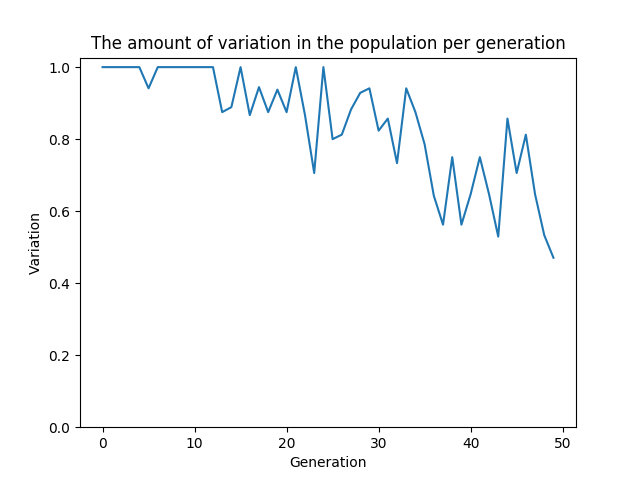 The amount of variation in the population per generation
1.0
0.8
0.6
0.4
0.2
0.0
Variation
0 10 20 30 40 50
Generation